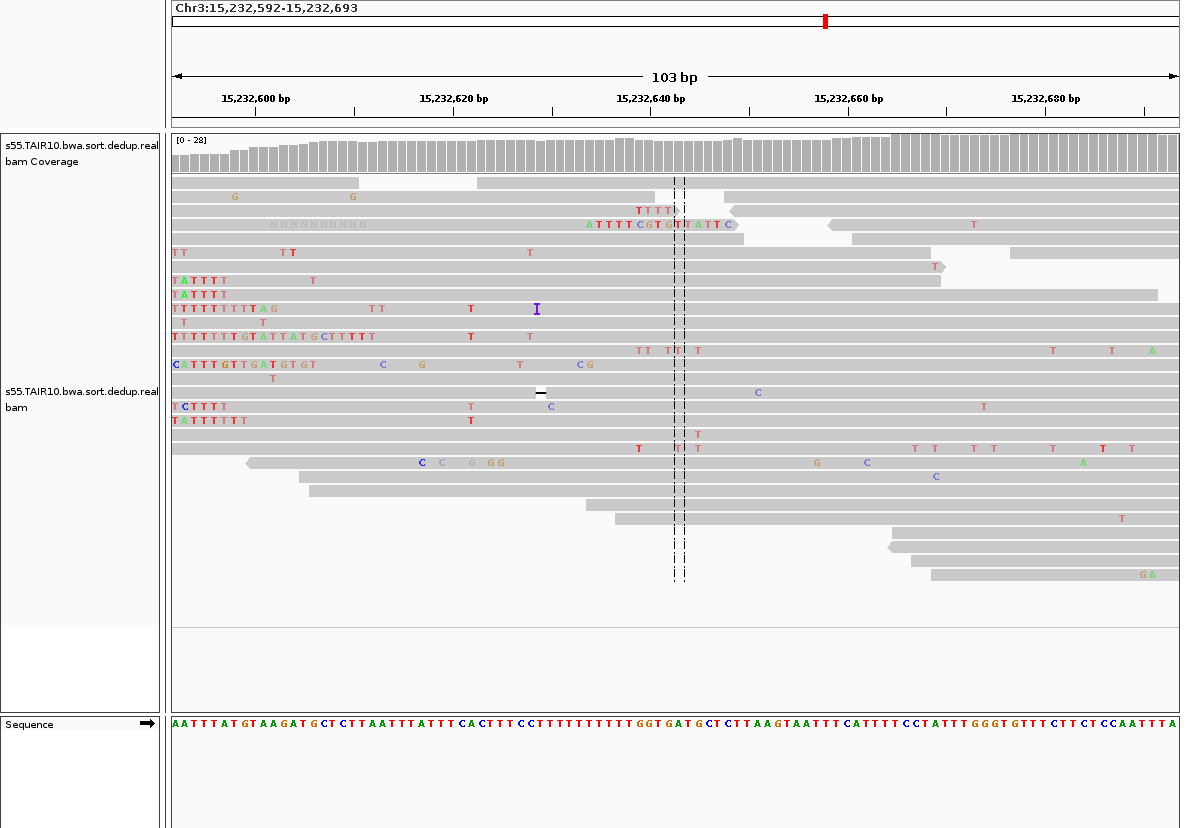 Chr3:15,232,592-15,232,693
103 bp
15,232,600 bp 15,232,620 bp 15,232,640 bp 15,232,660 bp 15,232,680 bp
s55.TAIR10.bwa.sort.dedup.real
bam Coverage
[0 - 28]
G G
T T T T
N N N N N N N N N N A T T T T C G T G T T A T T C T
T T T T T
T
T A T T T T T
T A T T T T
T T T T T T T T T A G T T T I
T T
T T T T T T T G T A T T A T G C T T T T T T T
T T T T T T T A
C A T T T G T T G A T G T G T C G T C G
T
s55.TAIR10.bwa.sort.dedup.real
bam
C
T C T T T T T C T
T A T T T T T T T
T
T T T T T T T T T T
C C G G G G C A
C
T
G A
Sequence
A A T T T A T G T A A G A T G C T C T T A A T T T A T T T C A C T T T C C T T T T T T T T T T G G T G A T G C T C T T A A G T A A T T T C A T T T T C C T A T T T G G G T G T T T C T T C T C C A A T T T A